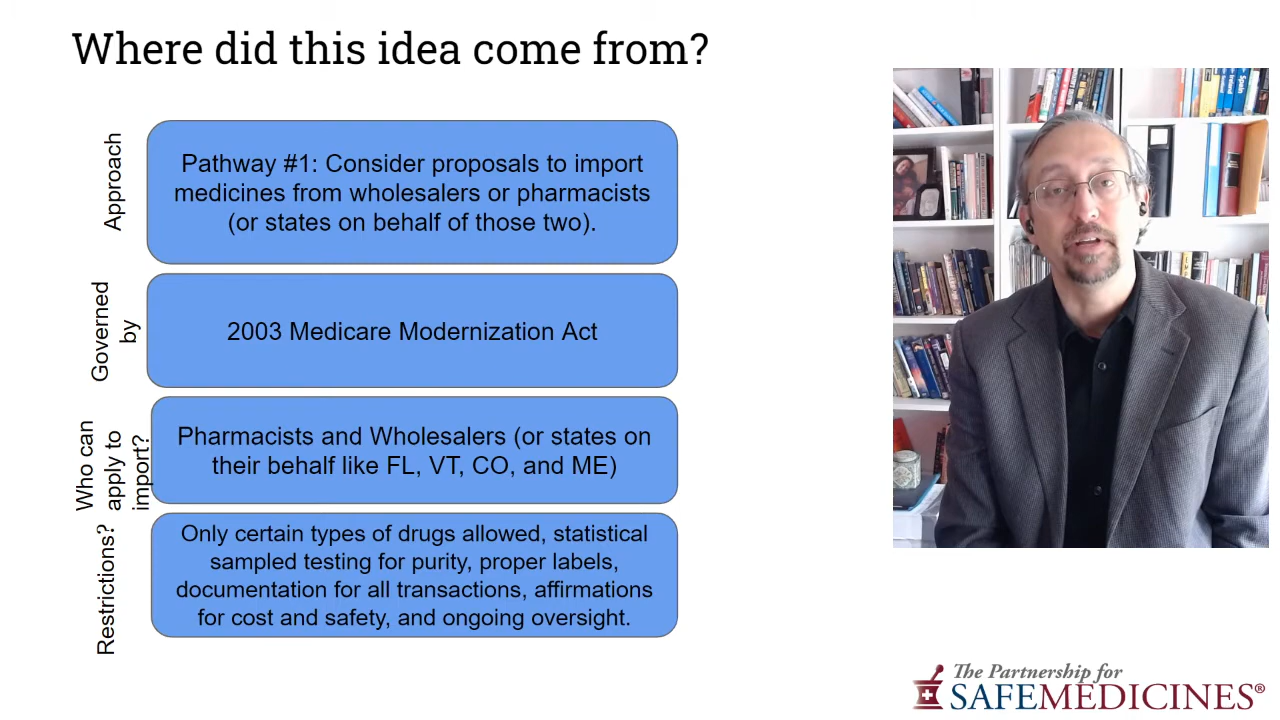 Where did this idea come from?
Approach
Pathway #1: Consider proposals to import
medicines from wholesalers or pharmacists
(or states on behalf of those two).
Governed
by
2003 Medicare Modernization Act
Who can
apply to
import?
Pharmacists and Wholesalers (or states on
their behalf like FL, VT, CO, and ME)
Restrictions?
Only certain types of drugs allowed, statistical
sampled testing for purity, proper labels,
documentation for all transactions, affirmations
for cost and safety, and ongoing oversight.
Spain
The Partnership for
SAFEMEDICINES®